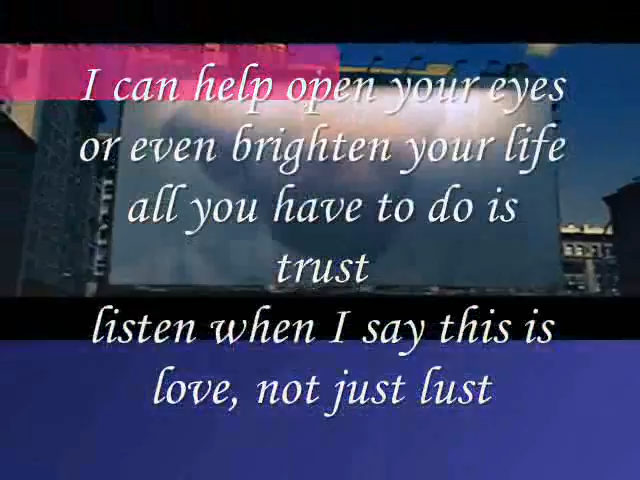 I can help open your eyes
or even brighten your life
all you have to do is
trust
listen when I say this is
love, not just lust